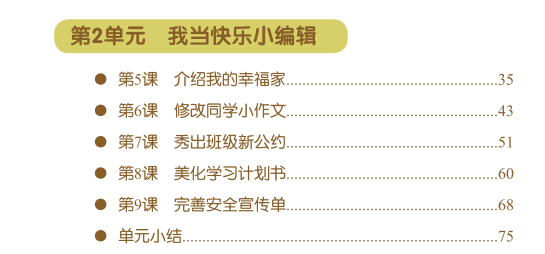 第2单元　我当快乐小编辑
● 第5课　介绍我的幸福家......................................................35
● 第6课　修改同学小作文......................................................43
● 第7课　秀出班级新公约......................................................51
● 第8课　美化学习计划书......................................................60
● 第9课　完善安全宣传单......................................................68
● 单元小结................................................................................75